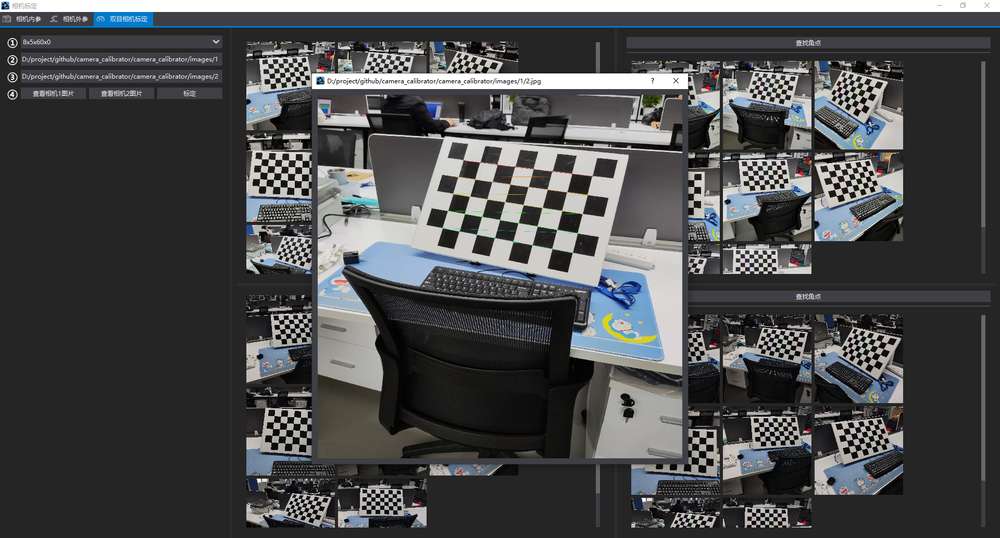 相机标定
相机内参 相机外参 双目相机标定
① 8x5x60x0
② D:/project/github/camera_calibrator/camera_calibrator/images/1
③ D:/project/github/camera_calibrator/camera_calibrator/images/2
④ 查看相机1图片 查看相机2图片 标定
查找角点
D:/project/github/camera_calibrator/camera_calibrator/images/1/2.jpg
查找角点